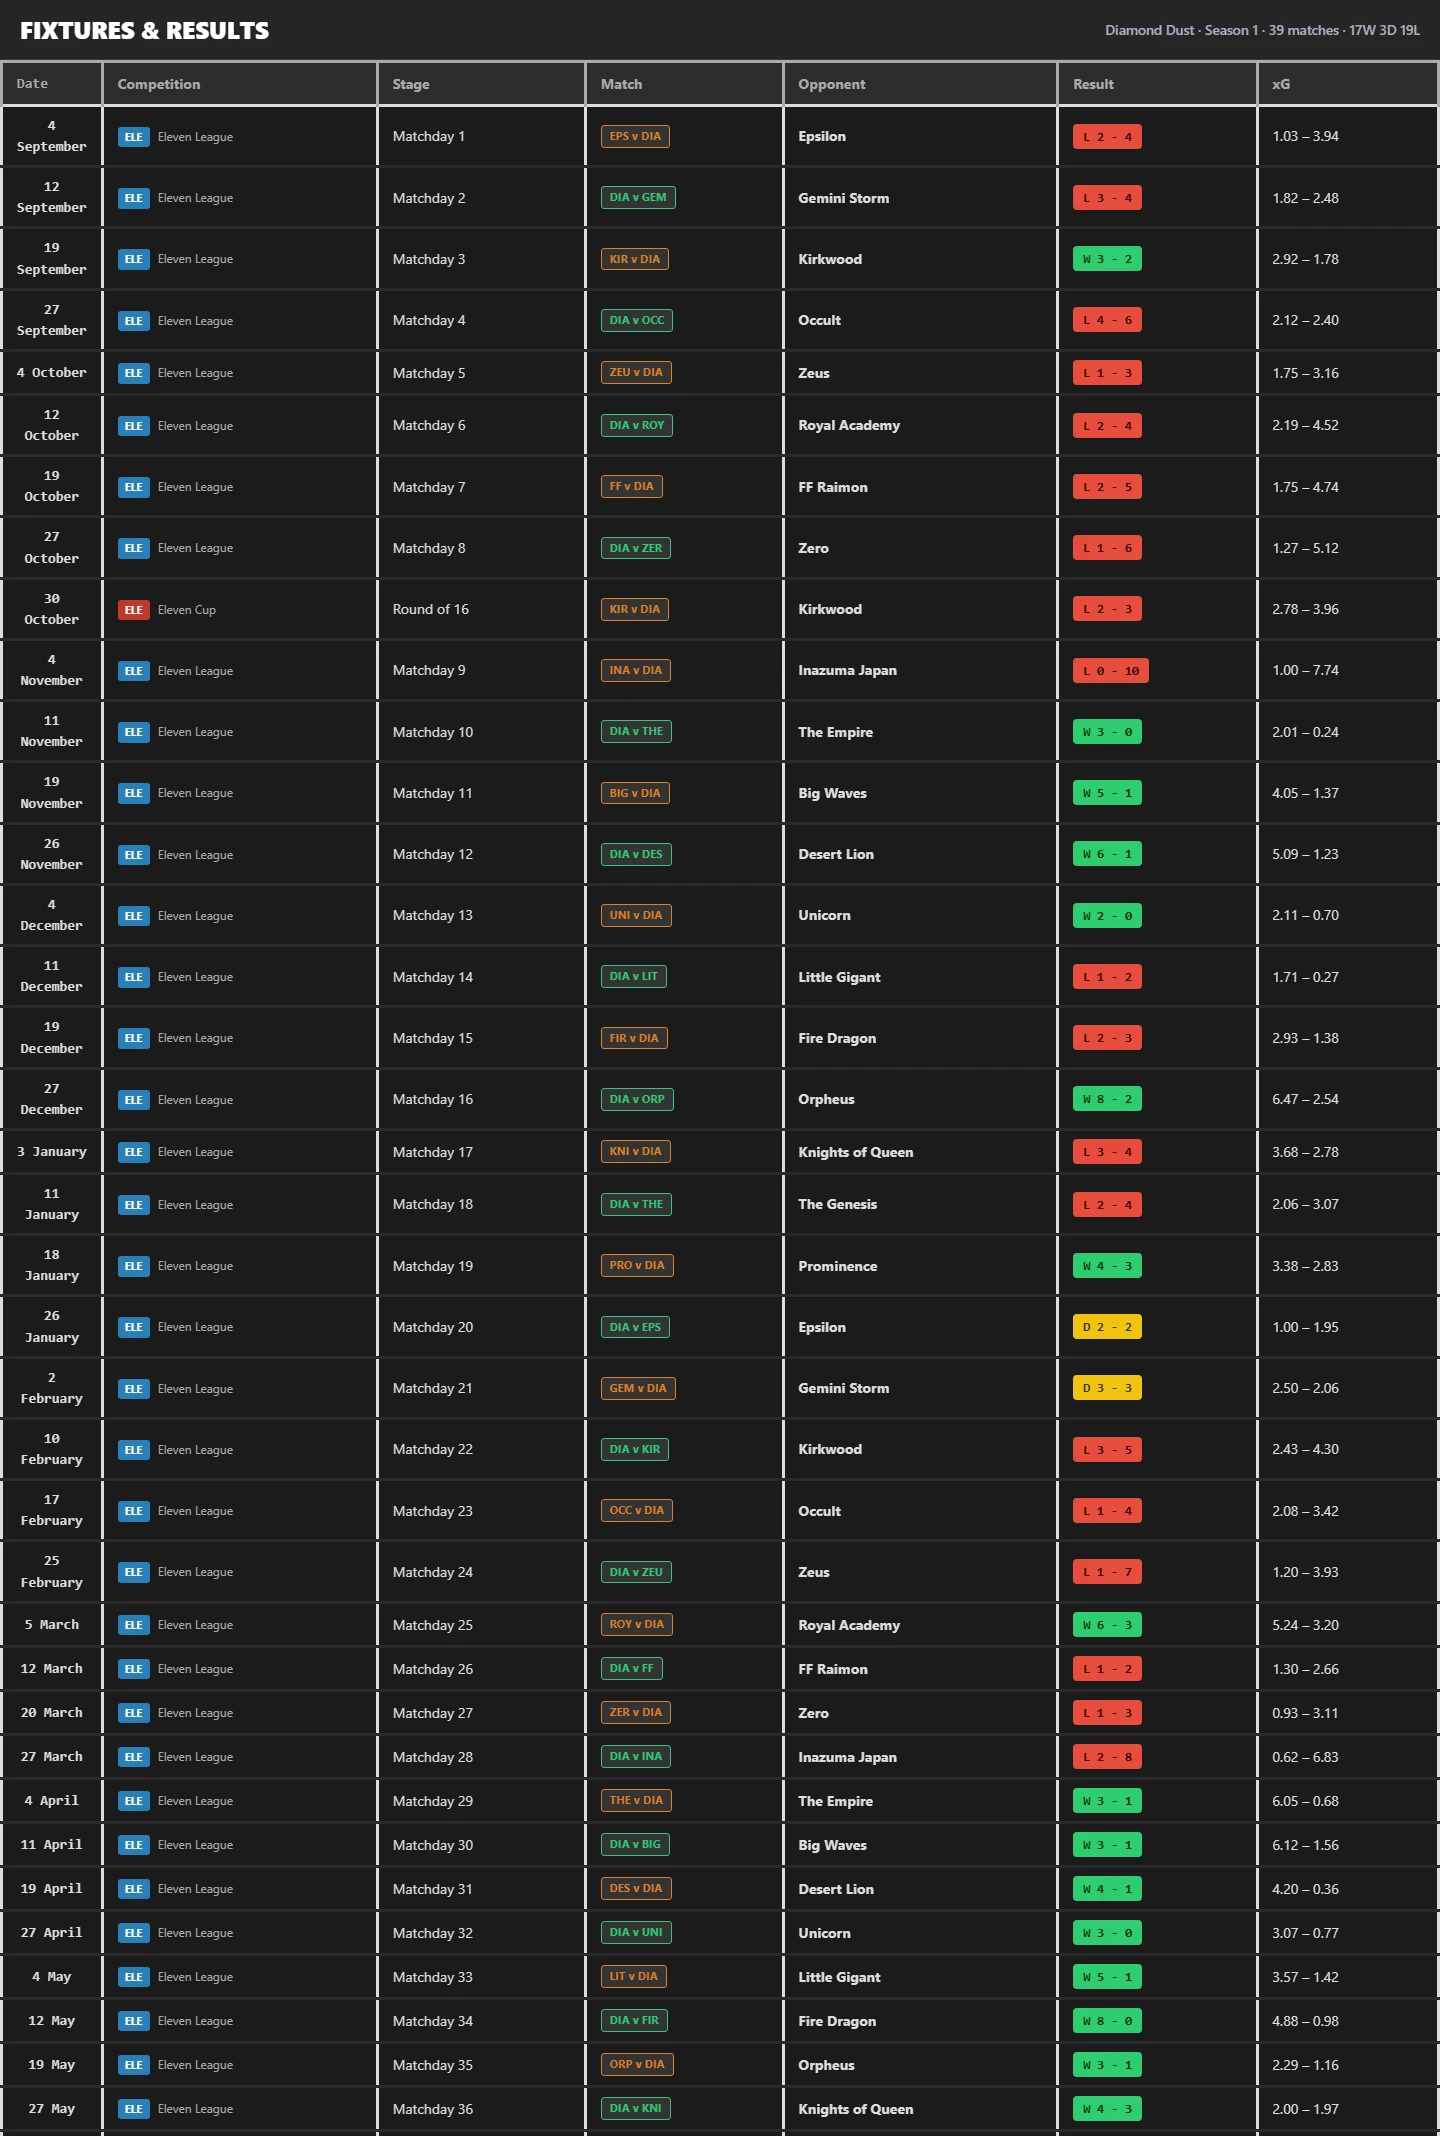 FIXTURES & RESULTS
Diamond Dust · Season 1 · 39 matches · 17W 3D 19L
Date Competition Stage Match Opponent Result xG
4 September ELE Eleven League Matchday 1 EPS v DIA Epsilon L 2 - 4 1.03 – 3.94
12 September ELE Eleven League Matchday 2 DIA v GEM Gemini Storm L 3 - 4 1.82 – 2.48
19 September ELE Eleven League Matchday 3 KIR v DIA Kirkwood W 3 - 2 2.92 – 1.78
27 September ELE Eleven League Matchday 4 DIA v OCC Occult L 4 - 6 2.12 – 2.40
4 October ELE Eleven League Matchday 5 ZEU v DIA Zeus L 1 - 3 1.75 – 3.16
12 October ELE Eleven League Matchday 6 DIA v ROY Royal Academy L 2 - 4 2.19 – 4.52
19 October ELE Eleven League Matchday 7 FF v DIA FF Raimon L 2 - 5 1.75 – 4.74
27 October ELE Eleven League Matchday 8 DIA v ZER Zero L 1 - 6 1.27 – 5.12
30 October ELE Eleven Cup Round of 16 KIR v DIA Kirkwood L 2 - 3 2.78 – 3.96
4 November ELE Eleven League Matchday 9 INA v DIA Inazuma Japan L 0 - 10 1.00 – 7.74
11 November ELE Eleven League Matchday 10 DIA v THE The Empire W 3 - 0 2.01 – 0.24
19 November ELE Eleven League Matchday 11 BIG v DIA Big Waves W 5 - 1 4.05 – 1.37
26 November ELE Eleven League Matchday 12 DIA v DES Desert Lion W 6 - 1 5.09 – 1.23
4 December ELE Eleven League Matchday 13 UNI v DIA Unicorn W 2 - 0 2.11 – 0.70
11 December ELE Eleven League Matchday 14 DIA v LIT Little Gigant L 1 - 2 1.71 – 0.27
19 December ELE Eleven League Matchday 15 FIR v DIA Fire Dragon L 2 - 3 2.93 – 1.38
27 December ELE Eleven League Matchday 16 DIA v ORP Orpheus W 8 - 2 6.47 – 2.54
3 January ELE Eleven League Matchday 17 KNI v DIA Knights of Queen L 3 - 4 3.68 – 2.78
11 January ELE Eleven League Matchday 18 DIA v THE The Genesis L 2 - 4 2.06 – 3.07
18 January ELE Eleven League Matchday 19 PRO v DIA Prominence W 4 - 3 3.38 – 2.83
26 January ELE Eleven League Matchday 20 DIA v EPS Epsilon D 2 - 2 1.00 – 1.95
2 February ELE Eleven League Matchday 21 GEM v DIA Gemini Storm D 3 - 3 2.50 – 2.06
10 February ELE Eleven League Matchday 22 DIA v KIR Kirkwood L 3 - 5 2.43 – 4.30
17 February ELE Eleven League Matchday 23 OCC v DIA Occult L 1 - 4 2.08 – 3.42
25 February ELE Eleven League Matchday 24 DIA v ZEU Zeus L 1 - 7 1.20 – 3.93
5 March ELE Eleven League Matchday 25 ROY v DIA Royal Academy W 6 - 3 5.24 – 3.20
12 March ELE Eleven League Matchday 26 DIA v FF FF Raimon L 1 - 2 1.30 – 2.66
20 March ELE Eleven League Matchday 27 ZER v DIA Zero L 1 - 3 0.93 – 3.11
27 March ELE Eleven League Matchday 28 DIA v INA Inazuma Japan L 2 - 8 0.62 – 6.83
4 April ELE Eleven League Matchday 29 THE v DIA The Empire W 3 - 1 6.05 – 0.68
11 April ELE Eleven League Matchday 30 DIA v BIG Big Waves W 3 - 1 6.12 – 1.56
19 April ELE Eleven League Matchday 31 DES v DIA Desert Lion W 4 - 1 4.20 – 0.36
27 April ELE Eleven League Matchday 32 DIA v UNI Unicorn W 3 - 0 3.07 – 0.77
4 May ELE Eleven League Matchday 33 LIT v DIA Little Gigant W 5 - 1 3.57 – 1.42
12 May ELE Eleven League Matchday 34 DIA v FIR Fire Dragon W 8 - 0 4.88 – 0.98
19 May ELE Eleven League Matchday 35 ORP v DIA Orpheus W 3 - 1 2.29 – 1.16
27 May ELE Eleven League Matchday 36 DIA v KNI Knights of Queen W 4 - 3 2.00 – 1.97